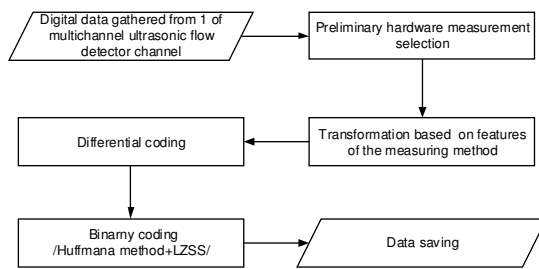 Digital data gathered from 1 of
multichannel ultrasonic flow
detector channel
Preliminary hardware measurement
selection
Transformation based on features
of the measuring method
Differential coding
Binarny coding
/Huffmana method+LZSS/
Data saving